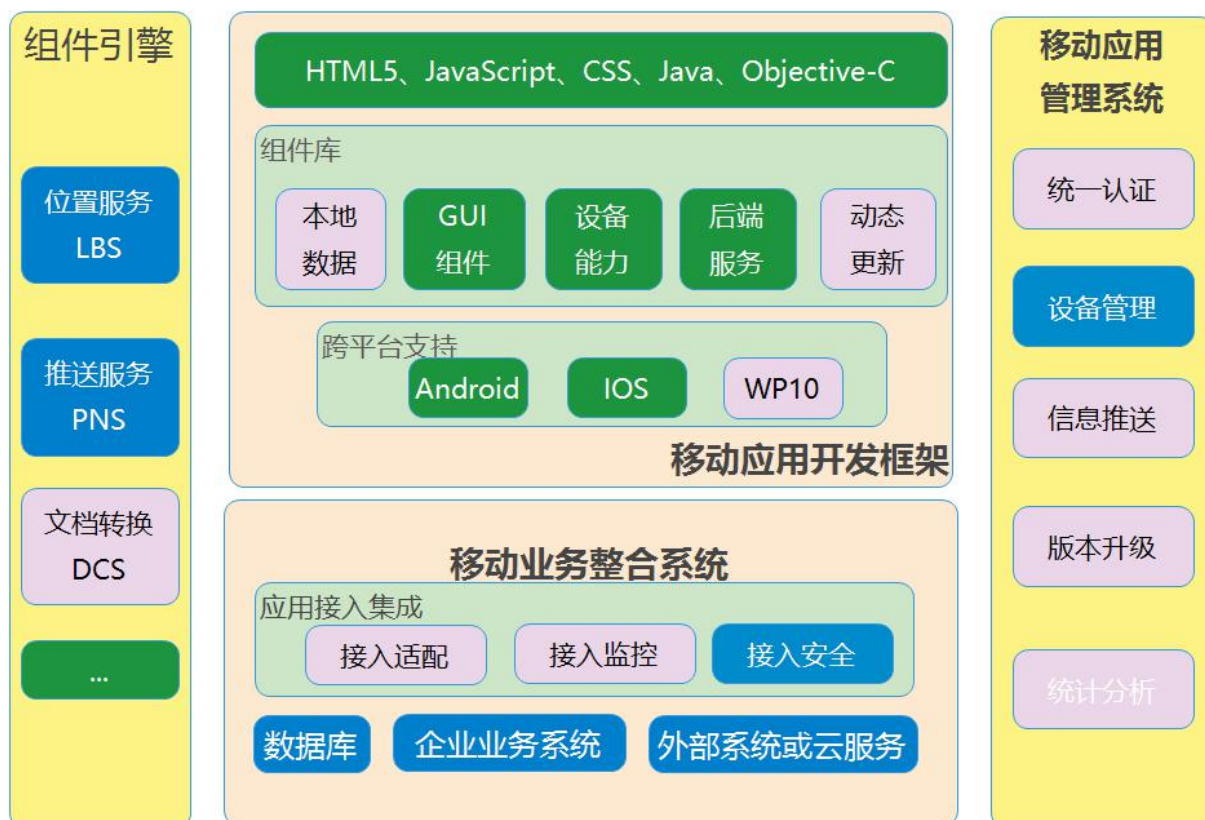 组件引擎
位置服务
LBS
推送服务
PNS
文档转换
DCS
...
HTML5、JavaScript、CSS、Java、Objective-C
组件库
本地
数据
GUI
组件
设备
能力
后端
服务
动态
更新
跨平台支持
Android
IOS
WP10
移动应用开发框架
移动业务整合系统
应用接入集成
接入适配
接入监控
接入安全
数据库
企业业务系统
外部系统或云服务
移动应用
管理系统
统一认证
设备管理
信息推送
版本升级
统计分析